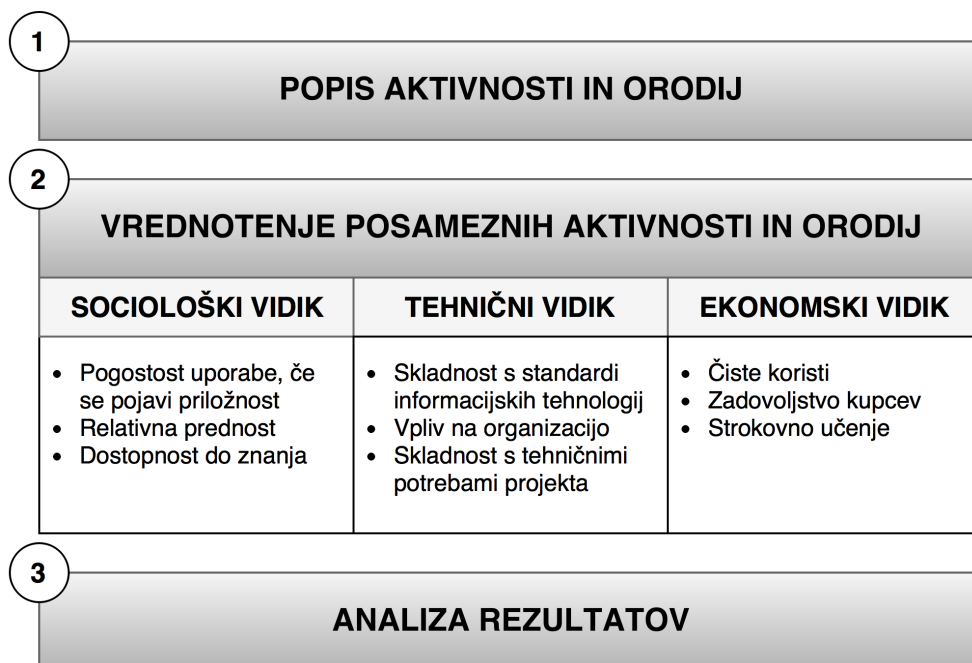 1
POPIS AKTIVNOSTI IN ORODIJ
2
VREDNOTENJE POSAMEZNIH AKTIVNOSTI IN ORODIJ
SOCIOLOŠKI VIDIK
• Pogostost uporabe, če
se pojavi priložnost
• Relativna prednost
• Dostopnost do znanja
TEHNIČNI VIDIK
• Skladnost s standardi
informacijskih tehnologij
• Vpliv na organizacijo
• Skladnost s tehničnimi
potrebami projekta
EKONOMSKI VIDIK
• Čiste koristi
• Zadovoljstvo kupcev
• Strokovno učenje
3
ANALIZA REZULTATOV